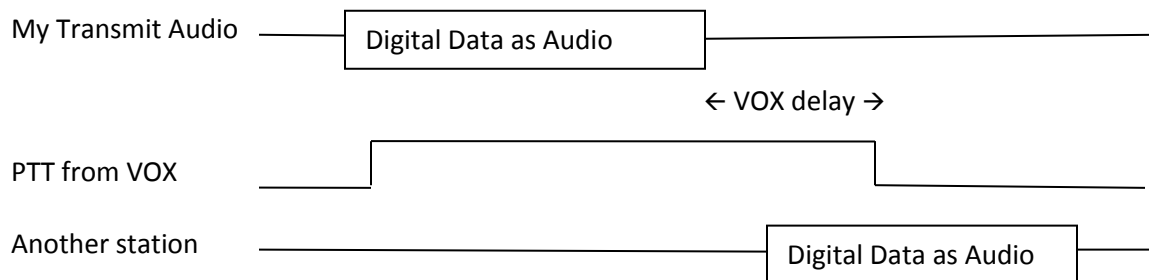 My Transmit Audio
Digital Data as Audio
← VOX delay →
PTT from VOX
Another station
Digital Data as Audio